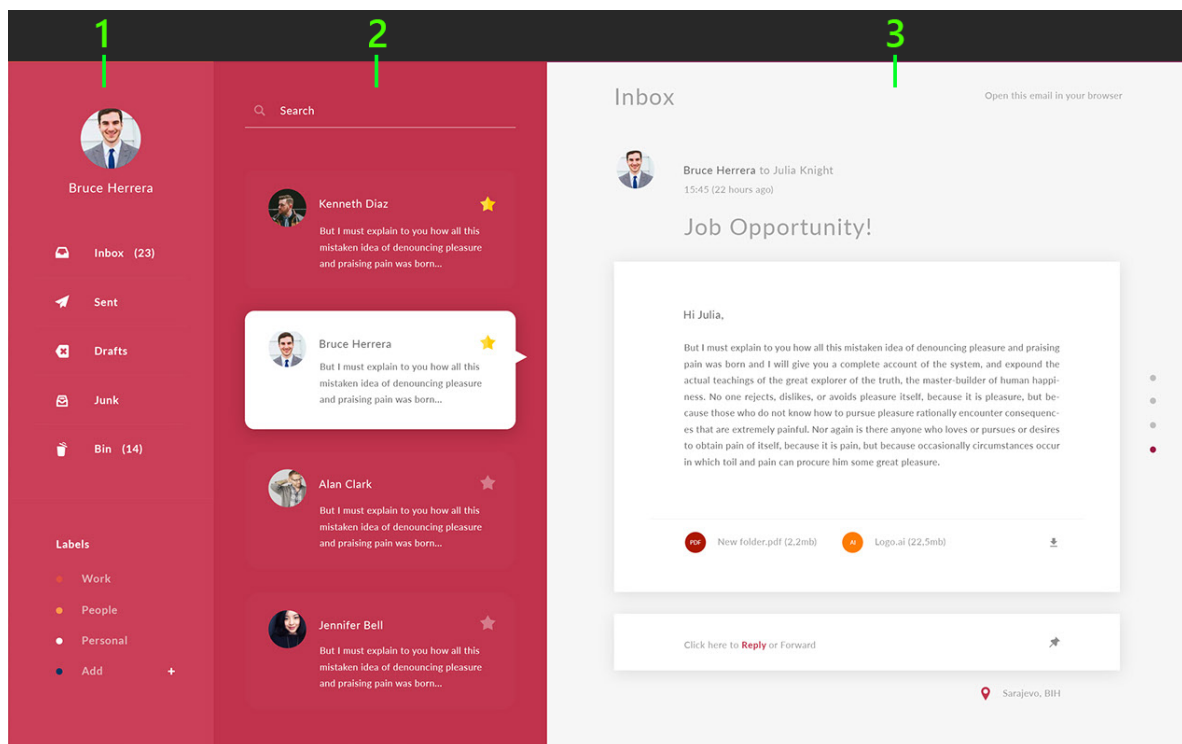 1
2
3
Bruce Herrera
Inbox (23)
Sent
Drafts
Junk
Bin (14)
Labels
Work
People
Personal
Add +
Search
Kenneth Diaz
But I must explain to you how all this
mistaken idea of denouncing pleasure
and praising pain was born...
Bruce Herrera
But I must explain to you how all this
mistaken idea of denouncing pleasure
and praising pain was born...
Alan Clark
But I must explain to you how all this
mistaken idea of denouncing pleasure
and praising pain was born...
Jennifer Bell
But I must explain to you how all this
mistaken idea of denouncing pleasure
and praising pain was born...
Inbox
Open this email in your browser
Bruce Herrera to Julia Knight
15:45 (22 hours ago)
Job Opportunity!
Hi Julia,
But I must explain to you how all this mistaken idea of denouncing pleasure and praising
pain was born and I will give you a complete account of the system, and expound the
actual teachings of the great explorer of the truth, the master-builder of human happi-
ness. No one rejects, dislikes, or avoids pleasure itself, because it is pleasure, but be-
cause those who do not know how to pursue pleasure rationally encounter consequenc-
es that are extremely painful. Nor again is there anyone who loves or pursues or desires
to obtain pain of itself, because it is pain, but because occasionally circumstances occur
in which toil and pain can procure him some great pleasure.
PDF New folder.pdf (2,2mb) AI Logo.ai (22,5mb)
Click here to Reply or Forward
Sarajevo, BIH